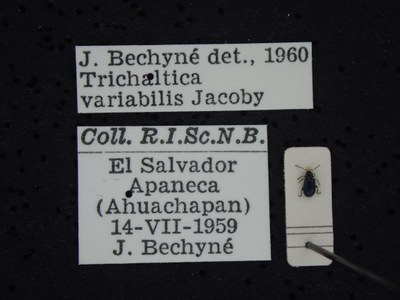 J. Bechyné det., 1960
Trichaltica
variabilis Jacoby
Coll. R.I.Sc.N.B.
El Salvador
Apaneca
(Ahuachapan)
14-VII-1959
J. Bechyné